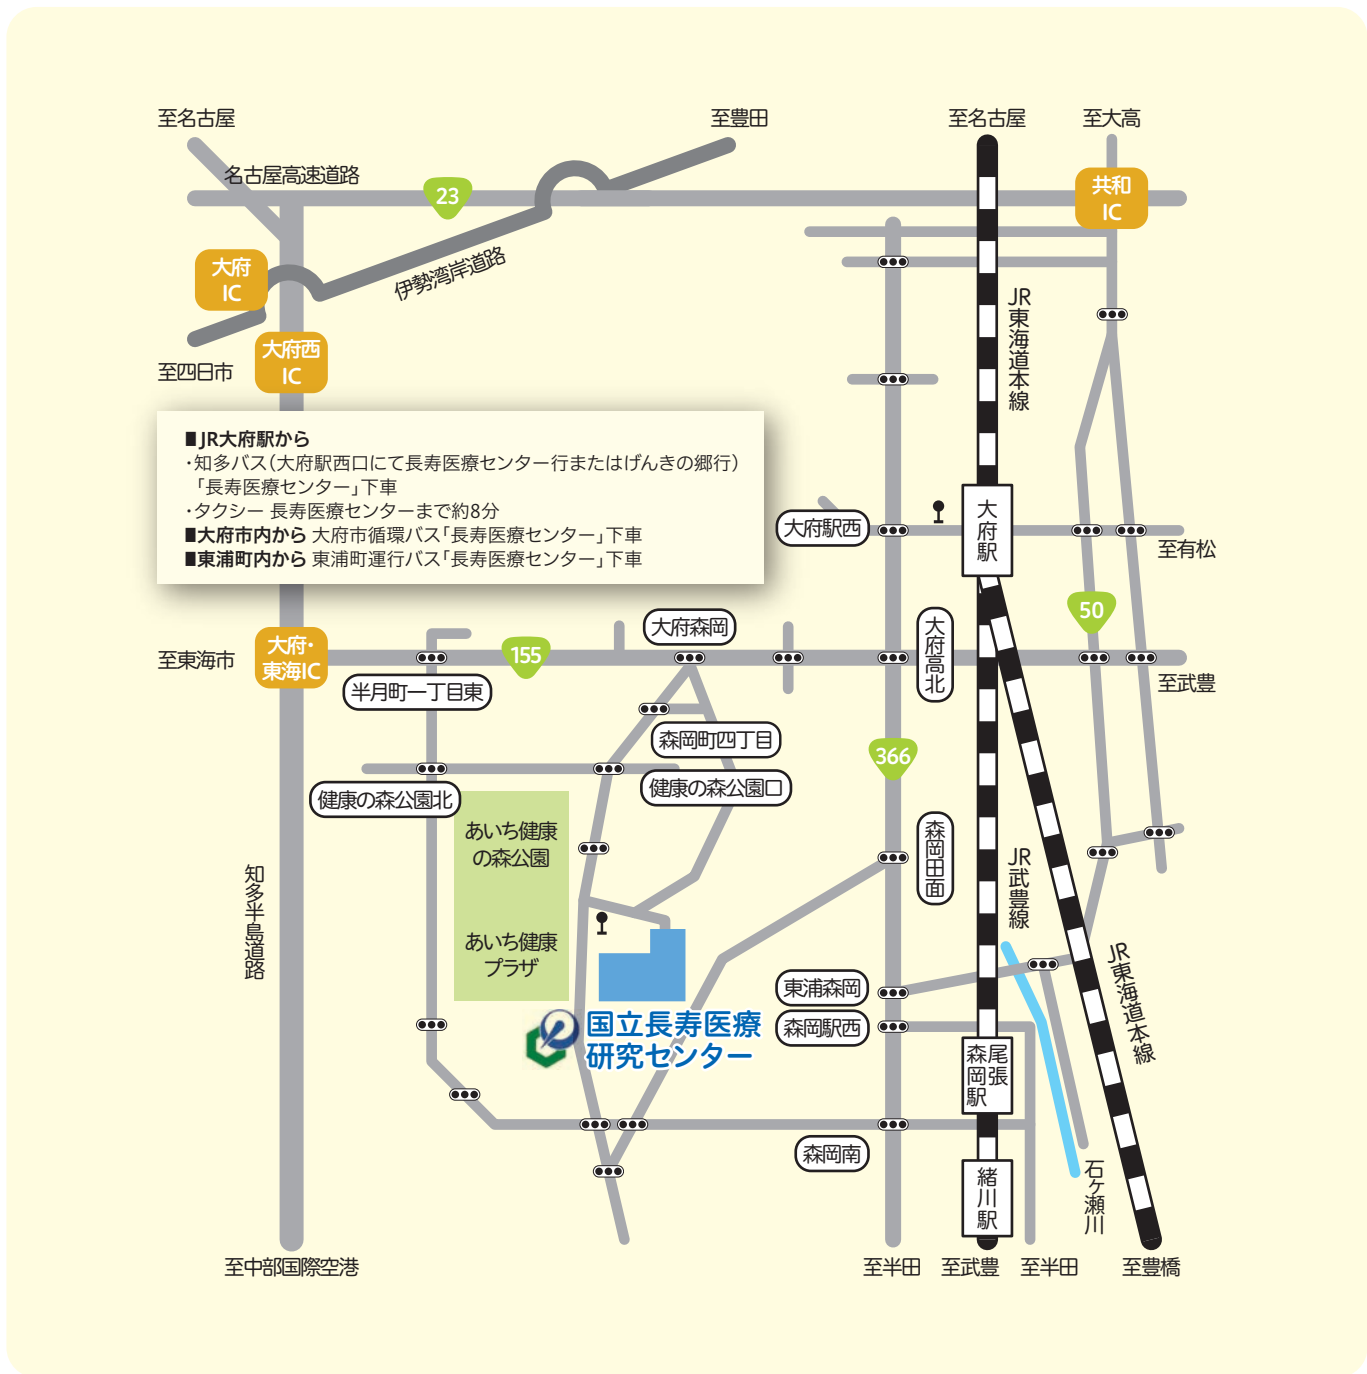 至名古屋
至豊田
至名古屋
至大高
名古屋高速道路
23
共和
IC
大府
IC
伊勢湾岸道路
JR東海道本線
大府西
IC
至四日市
■JR大府駅から
・知多バス（大府駅西口にて長寿医療センター行またはげんきの郷行）
「長寿医療センター」下車
・タクシー 長寿医療センターまで約8分
■大府市内から 大府市循環バス「長寿医療センター」下車
■東浦町内から 東浦町運行バス「長寿医療センター」下車
大府駅西
大府駅
至有松
50
大府森岡
大府高北
至東海市
大府・
東海IC
155
至武豊
半月町一丁目東
森岡町四丁目
366
健康の森公園北
健康の森公園口
あいち健康
の森公園
森岡田面
JR武豊線
知多半島道路
あいち健康
プラザ
JR東海道本線
東浦森岡
国立長寿医療
研究センター
森岡駅西
尾張
森岡駅
森岡南
緒川駅
石ヶ瀬川
至中部国際空港
至半田
至武豊
至半田
至豊橋